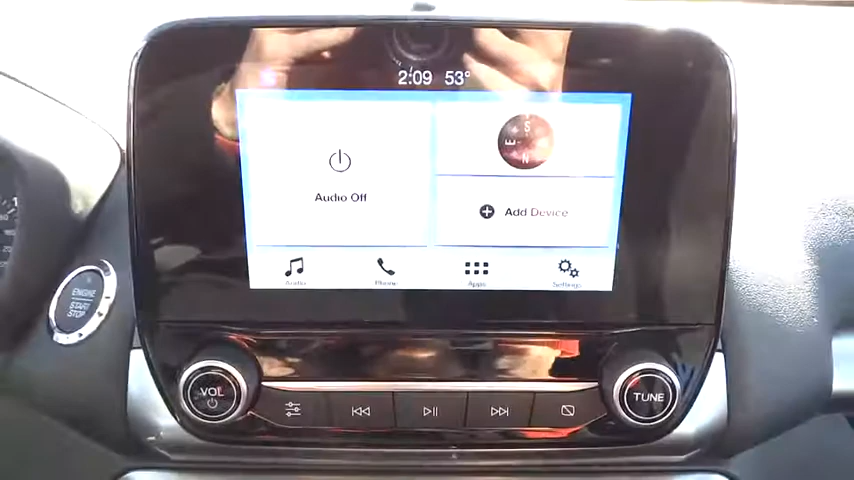 2:09 53°
Audio Off
S
E
N
Add Device
Audio
Phone
Apps
Settings
ENGINE
START
STOP
VOL
TUNE